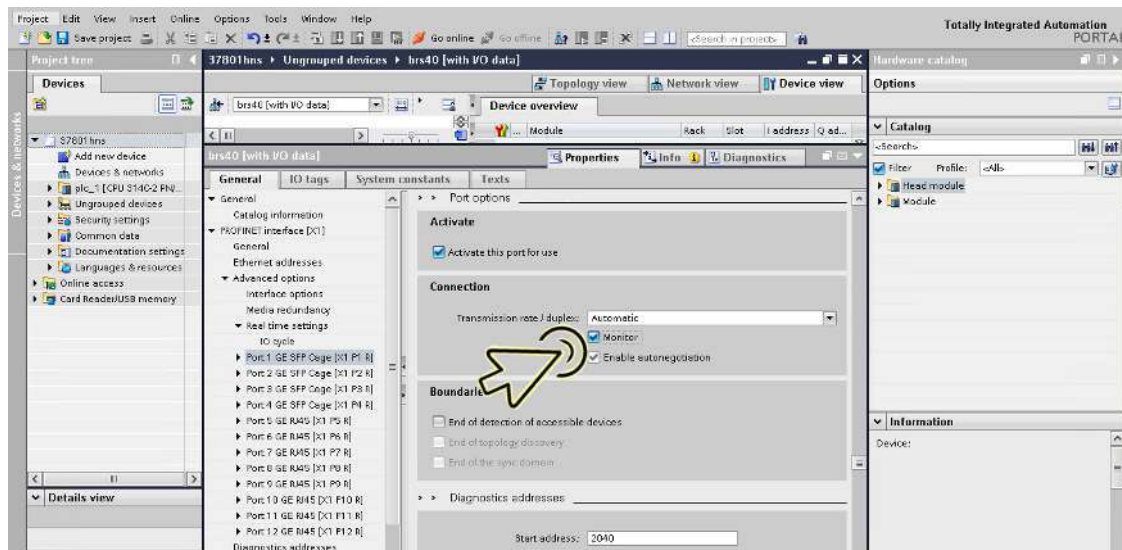 Project Edit View Insert Online Options Tools Window Help
Totally Integrated Automation
PORTAL
Save project
Go online
Go offline
<Search in project>
Project tree
37801hns
Ungrouped devices
brs40 [with I/O data]
Hardware catalog
Devices
Topology view
Network view
Device view
Options
brs40 [with I/O data]
Device overview
Module
Rack
Slot
I address
Q ad...
Catalog
<Search>
Filter
Profile:
<All>
Head module
Module
Devices & networks
37801hns
Add new device
Devices & networks
plc_1 [CPU 314C-2 PN/...
Ungrouped devices
Security settings
Common data
Documentation settings
Languages & resources
Online access
Card Reader/USB memory
brs40 [with I/O data]
Properties
Info
Diagnostics
General
IO tags
System constants
Texts
General
Catalog information
PROFINET interface [X1]
General
Ethernet addresses
Advanced options
Interface options
Media redundancy
Real time settings
IO cycle
Port 1 GE SFP Cage [X1 P1 R]
Port 2 GE SFP Cage [X1 P2 R]
Port 3 GE SFP Cage [X1 P3 R]
Port 4 GE SFP Cage [X1 P4 R]
Port 5 GE RJ45 [X1 P5 R]
Port 6 GE RJ45 [X1 P6 R]
Port 7 GE RJ45 [X1 P7 R]
Port 8 GE RJ45 [X1 P8 R]
Port 9 GE RJ45 [X1 P9 R]
Port 10 GE RJ45 [X1 P10 R]
Port 11 GE RJ45 [X1 P11 R]
Port 12 GE RJ45 [X1 P12 R]
Diagnostics addresses
Port options
Activate
Activate this port for use
Connection
Transmission rate / duplex:
Automatic
Monitor
Enable autonegotiation
Boundaries
End of detection of accessible devices
End of topology discovery
End of the sync domain
Diagnostics addresses
Start address:
2040
Information
Device:
Details view